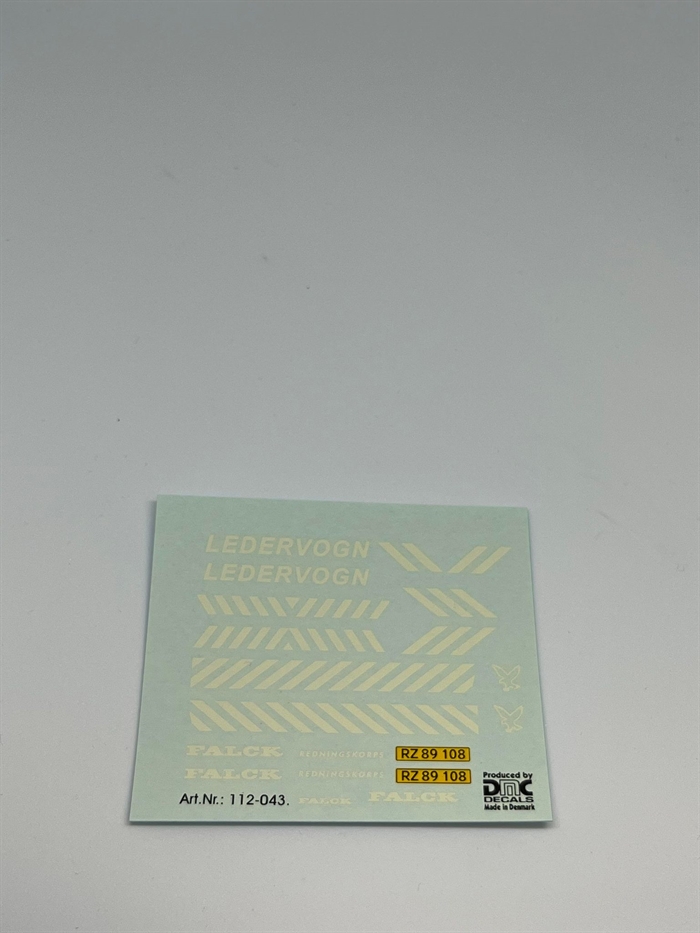 LEDERVOGN
LEDERVOGN
FALCK REDNINGSKORPS RZ 89 108
FALCK REDNINGSKORPS RZ 89 108
Art.Nr.: 112-043. FALCK FALCK
Produced by
DMC
DECALS
Made in Denmark